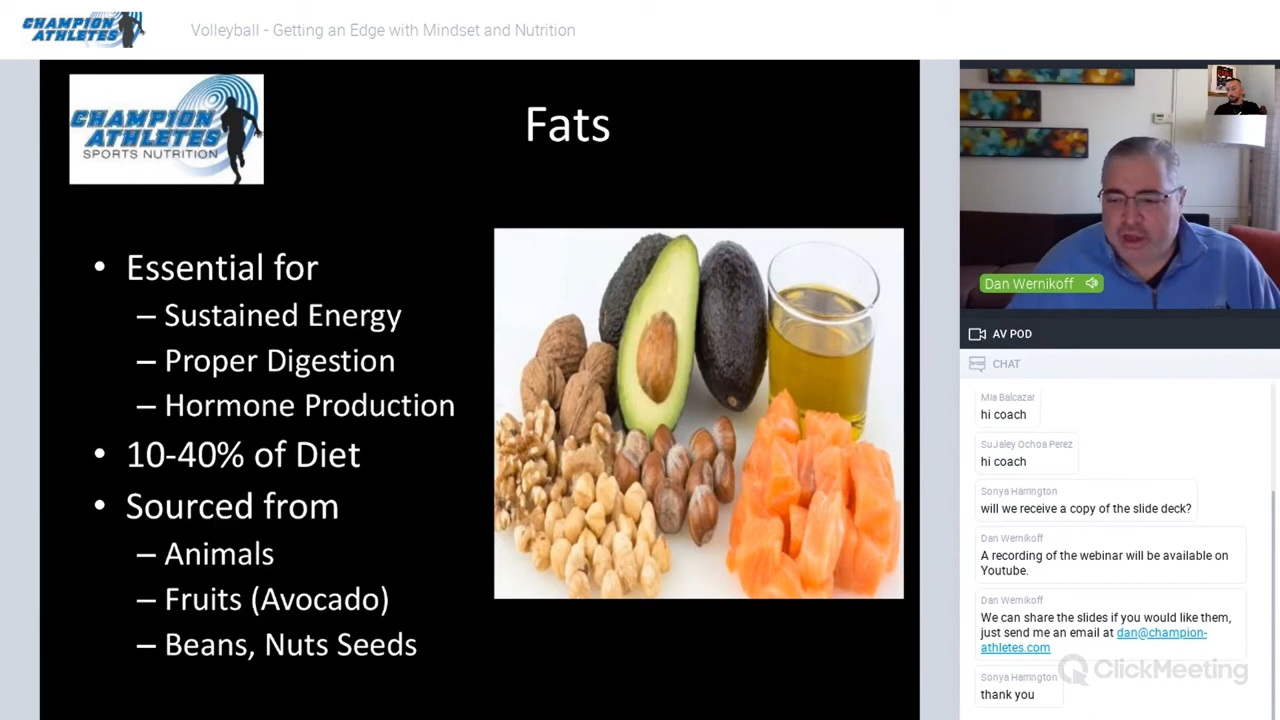 CHAMPION
ATHLETES
Volleyball - Getting an Edge with Mindset and Nutrition
CHAMPION
ATHLETES
SPORTS NUTRITION
Fats
• Essential for
– Sustained Energy
– Proper Digestion
– Hormone Production
• 10-40% of Diet
• Sourced from
– Animals
– Fruits (Avocado)
– Beans, Nuts Seeds
Dan Wernikoff
AV POD
CHAT
Mia Balcazar
hi coach
SuJaley Ochoa Perez
hi coach
Sonya Harrington
will we receive a copy of the slide deck?
Dan Wernikoff
A recording of the webinar will be available on
Youtube.
Dan Wernikoff
We can share the slides if you would like them,
just send me an email at dan@champion-
athletes.com
ClickMeeting
Sonya Harrington
thank you